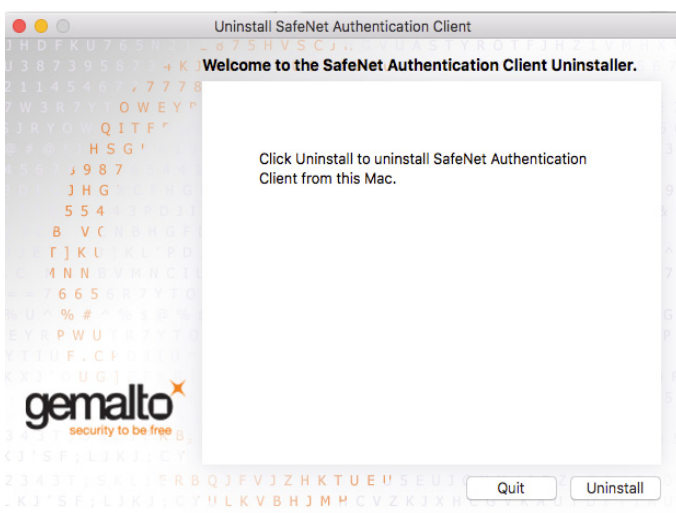 Uninstall SafeNet Authentication Client
Welcome to the SafeNet Authentication Client Uninstaller.
Click Uninstall to uninstall SafeNet Authentication
Client from this Mac.
gemalto
security to be free
Quit
Uninstall